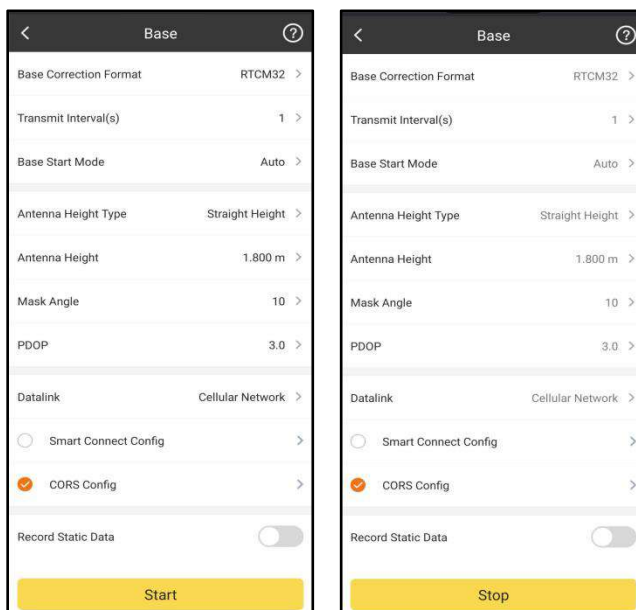 Base ?
Base Correction Format RTCM32
Transmit Interval(s) 1
Base Start Mode Auto
Antenna Height Type Straight Height
Antenna Height 1.800 m
Mask Angle 10
PDOP 3.0
Datalink Cellular Network
Smart Connect Config
CORS Config
Record Static Data
Start
Base ?
Base Correction Format RTCM32
Transmit Interval(s) 1
Base Start Mode Auto
Antenna Height Type Straight Height
Antenna Height 1.800 m
Mask Angle 10
PDOP 3.0
Datalink Cellular Network
Smart Connect Config
CORS Config
Record Static Data
Stop